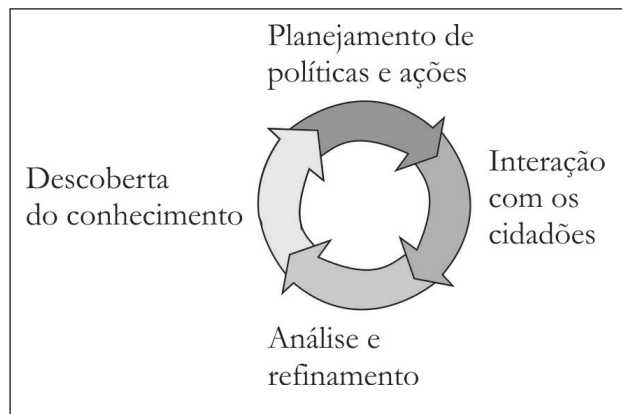 Planejamento de
políticas e ações
Interação
com os
cidadões
Análise e
refinamento
Descoberta
do conhecimento